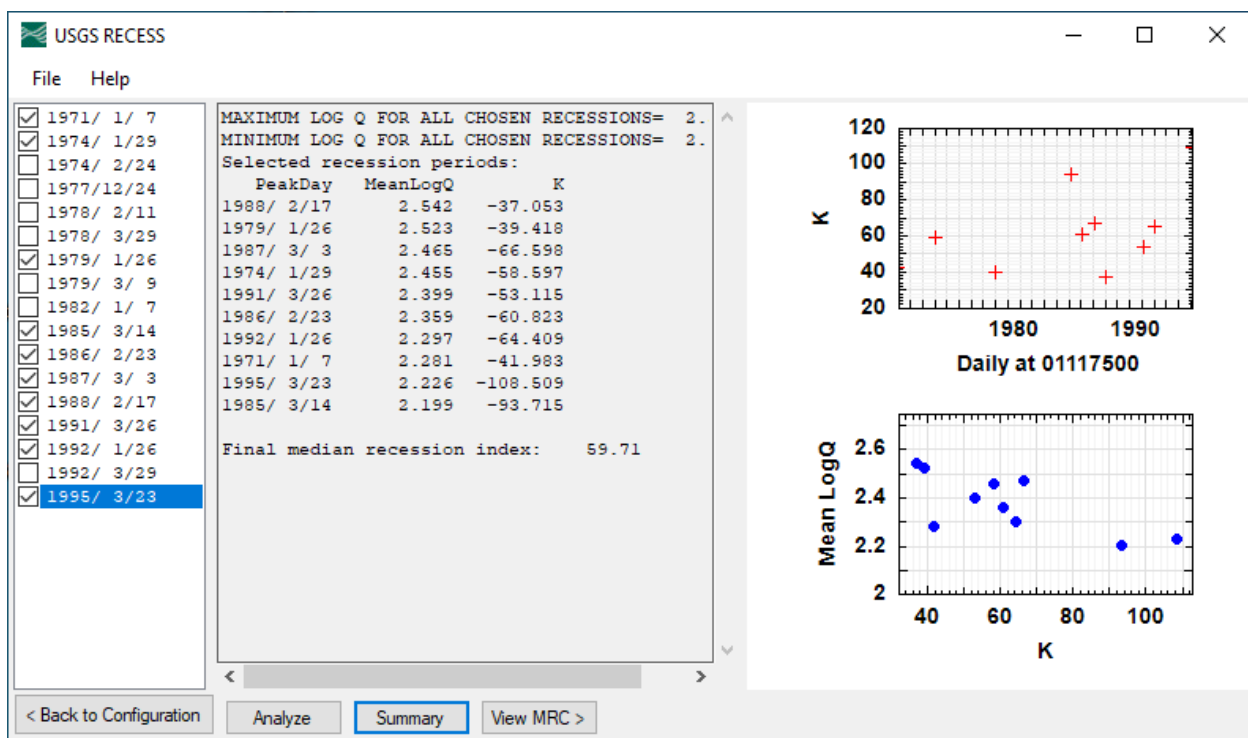 USGS RECESS
File Help
1971/ 1/ 7
1974/ 1/29
1974/ 2/24
1977/12/24
1978/ 2/11
1978/ 3/29
1979/ 1/26
1979/ 3/ 9
1982/ 1/ 7
1985/ 3/14
1986/ 2/23
1987/ 3/ 3
1988/ 2/17
1991/ 3/26
1992/ 1/26
1992/ 3/29
1995/ 3/23
MAXIMUM LOG Q FOR ALL CHOSEN RECESSIONS= 2.
MINIMUM LOG Q FOR ALL CHOSEN RECESSIONS= 2.
Selected recession periods:
PeakDay MeanLogQ K
1988/ 2/17 2.542 -37.053
1979/ 1/26 2.523 -39.418
1987/ 3/ 3 2.465 -66.598
1974/ 1/29 2.455 -58.597
1991/ 3/26 2.399 -53.115
1986/ 2/23 2.359 -60.823
1992/ 1/26 2.297 -64.409
1971/ 1/ 7 2.281 -41.983
1995/ 3/23 2.226 -108.509
1985/ 3/14 2.199 -93.715
Final median recession index: 59.71
120
100
80
60
40
20
K
1980 1990
Daily at 01117500
2.6
2.4
2.2
2
Mean LogQ
40 60 80 100
K
< Back to Configuration Analyze Summary View MRC >